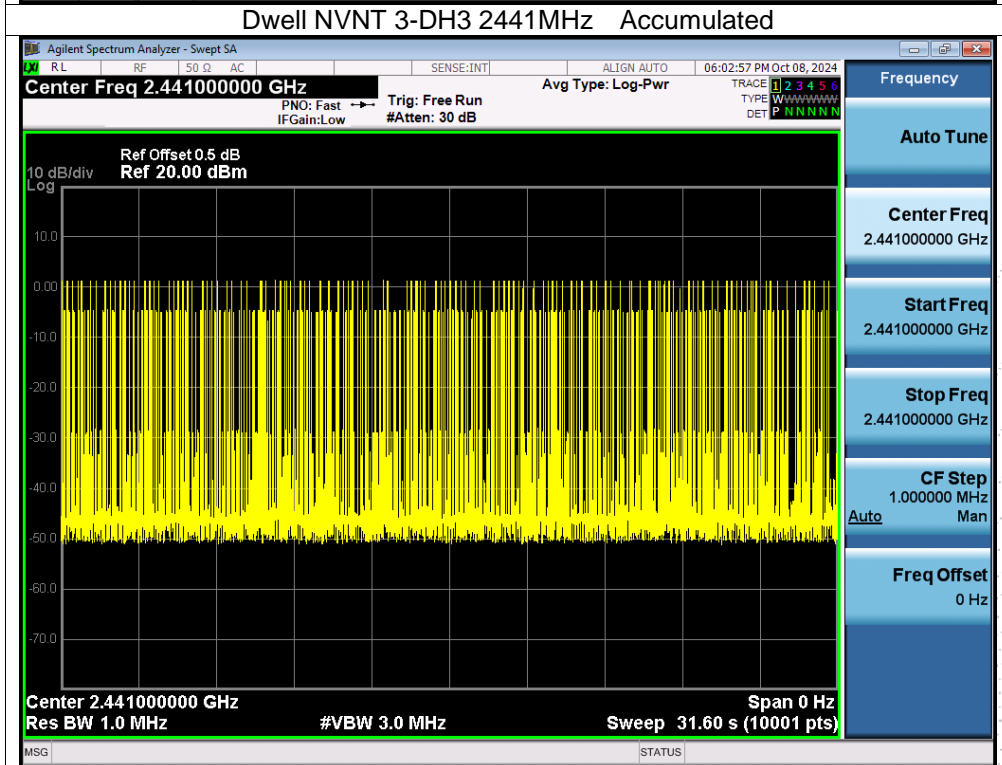 Dwell NVNT 3-DH3 2441MHz Accumulated
Agilent Spectrum Analyzer - Swept SA
LXI RL RF 50 Ω AC SENSE:INT ALIGN AUTO 06:02:57 PM Oct 08, 2024
Center Freq 2.441000000 GHz
PNO: Fast
IFGain:Low
Trig: Free Run
#Atten: 30 dB
Avg Type: Log-Pwr
TRACE 1 2 3 4 5 6
TYPE WWWWWW
DET P N N N N N
Frequency
Auto Tune
Center Freq
2.441000000 GHz
Start Freq
2.441000000 GHz
Stop Freq
2.441000000 GHz
CF Step
1.000000 MHz
Auto Man
Freq Offset
0 Hz
Ref Offset 0.5 dB
10 dB/div Ref 20.00 dBm
Log
10.0
0.00
-10.0
-20.0
-30.0
-40.0
-50.0
-60.0
-70.0
Center 2.441000000 GHz Span 0 Hz
Res BW 1.0 MHz #VBW 3.0 MHz Sweep 31.60 s (10001 pts)
MSG STATUS